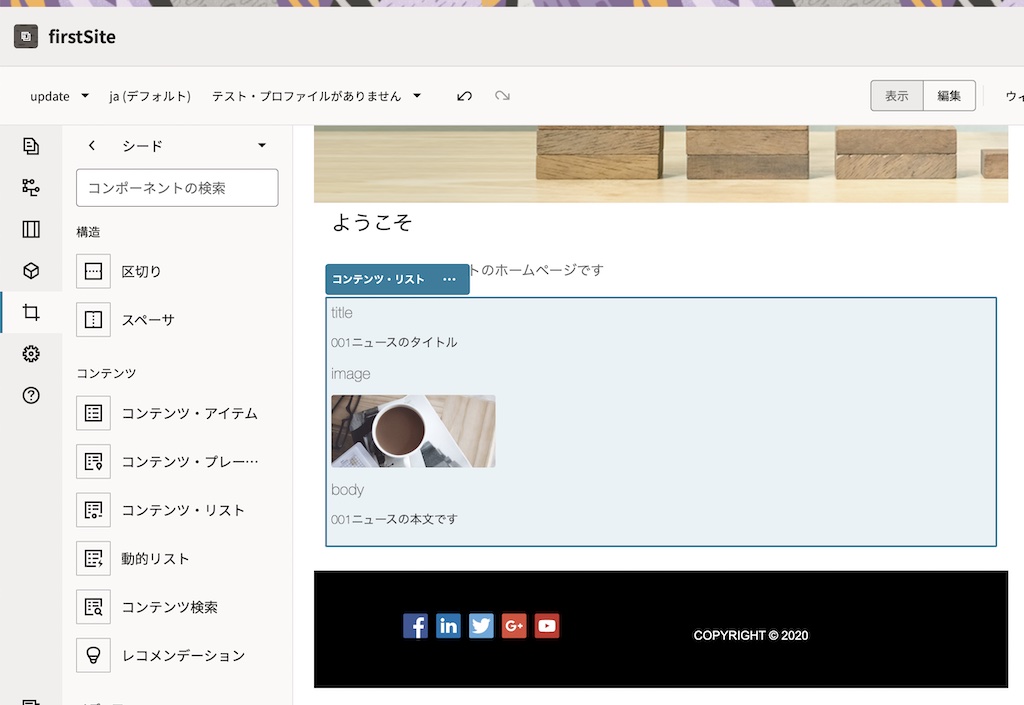 firstSite
update
ja (デフォルト)
テスト・プロファイルがありません
表示
編集
シード
コンポーネントの検索
構造
区切り
スペーサ
コンテンツ
コンテンツ・アイテム
コンテンツ・プレー…
コンテンツ・リスト
動的リスト
コンテンツ検索
レコメンデーション
ようこそ
コンテンツ・リスト
トのホームページです
title
001ニュースのタイトル
image
body
001ニュースの本文です
COPYRIGHT © 2020